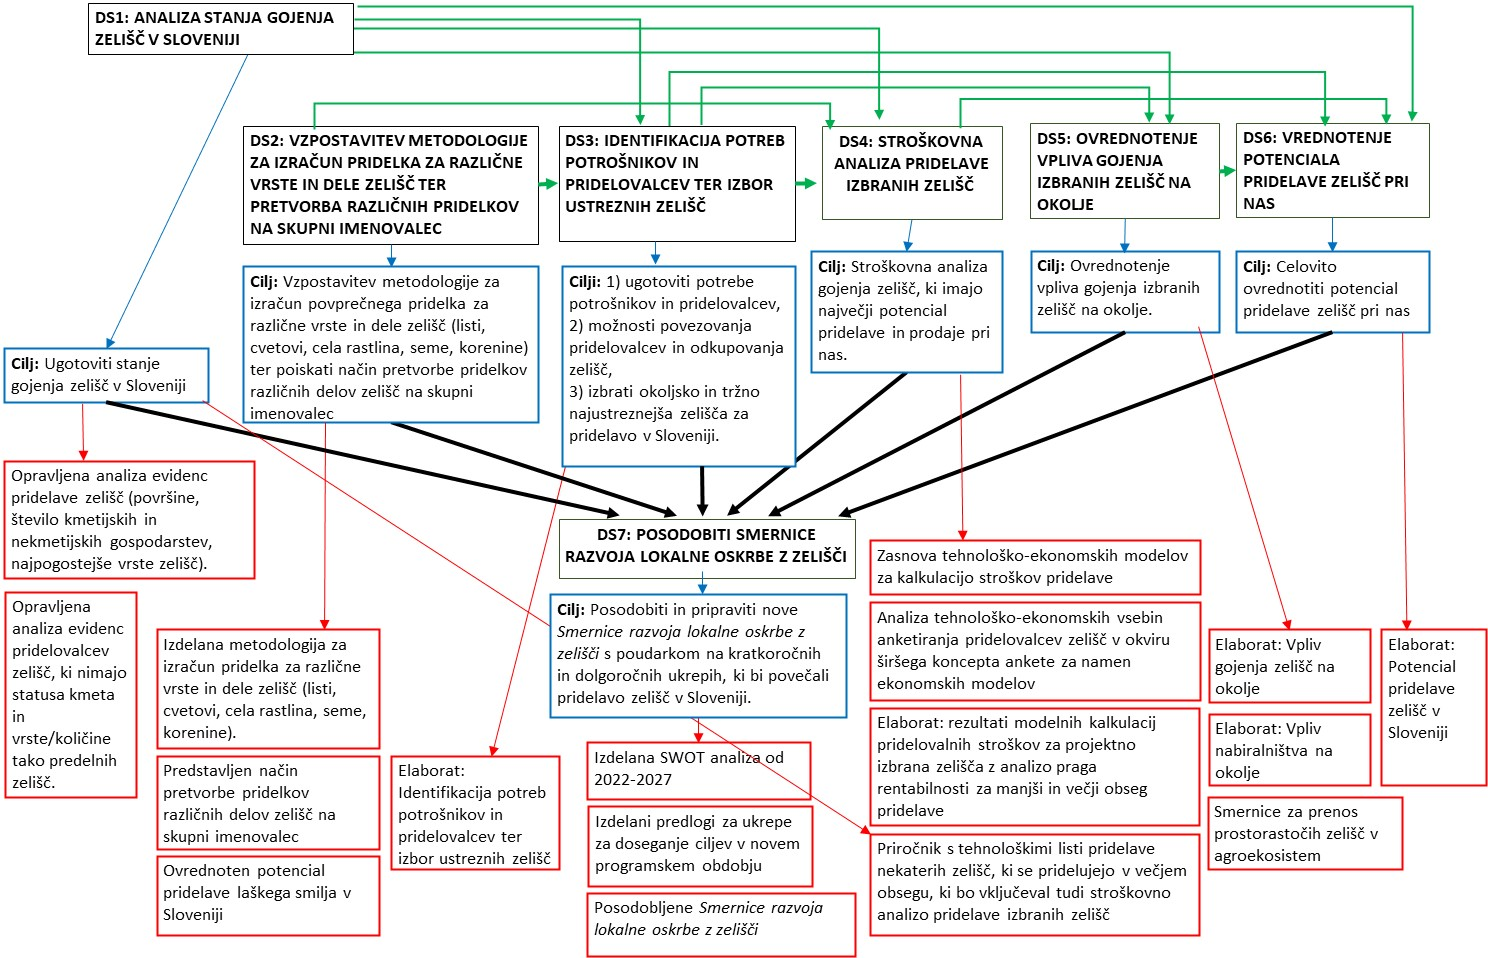 DS1: ANALIZA STANJA GOJENJA
ZELIŠČ V SLOVENIJI
DS2: VZPOSTAVITEV METODOLOGIJE
ZA IZRAČUN PRIDELKA ZA RAZLIČNE
VRSTE IN DELE ZELIŠČ TER
PRETVORBA RAZLIČNIH PRIDELKOV
NA SKUPNI IMENOVALEC
DS3: IDENTIFIKACIJA POTREB
POTROŠNIKOV IN
PRIDELOVALCEV TER IZBOR
USTREZNIH ZELIŠČ
DS4: STROŠKOVNA
ANALIZA PRIDELAVE
IZBRANIH ZELIŠČ
DS5: OVREDNOTENJE
VPLIVA GOJENJA
IZBRANIH ZELIŠČ NA
OKOLJE
DS6: VREDNOTENJE
POTENCIALA
PRIDELAVE ZELIŠČ PRI
NAS
Cilj: Ugotoviti stanje
gojenja zelišč v Sloveniji
Cilj: Vzpostavitev metodologije za
izračun povprečnega pridelka za
različne vrste in dele zelišč (listi,
cvetovi, cela rastlina, seme, korenine)
ter poiskati način pretvorbe pridelkov
različnih delov zelišč na skupni
imenovalec
Cilji: 1) ugotoviti potrebe
potrošnikov in pridelovalcev,
2) možnosti povezovanja
pridelovalcev in odkupovanja
zelišč,
3) izbrati okoljsko in tržno
najustreznejša zelišča za
pridelavo v Sloveniji.
Cilj: Stroškovna analiza
gojenja zelišč, ki imajo
največji potencial
pridelave in prodaje pri
nas.
Cilj: Ovrednotenje
vpliva gojenja izbranih
zelišč na okolje.
Cilj: Celovito
ovrednotiti potencial
pridelave zelišč pri nas
DS7: POSODOBITI SMERNICE
RAZVOJA LOKALNE OSKRBE Z ZELIŠČI
Cilj: Posodobiti in pripraviti nove
Smernice razvoja lokalne oskrbe z
zelišči s poudarkom na kratkoročnih
in dolgoročnih ukrepih, ki bi povečali
pridelavo zelišč v Sloveniji.
Opravljena analiza evidenc
pridelave zelišč (površine,
število kmetijskih in
nekmetijskih gospodarstev,
najpogostejše vrste zelišč).
Opravljena
analiza evidenc
pridelovalcev
zelišč, ki nimajo
statusa kmeta
in
vrste/količine
tako predelnih
zelišč.
Izdelana metodologija za
izračun pridelka za različne
vrste in dele zelišč (listi,
cvetovi, cela rastlina, seme,
korenine).
Predstavljen način
pretvorbe pridelkov
različnih delov zelišč na
skupni imenovalec
Ovrednoten potencial
pridelave laškega smilja v
Sloveniji
Elaborat:
Identifikacija potreb
potrošnikov in
pridelovalcev ter
izbor ustreznih zelišč
Izdelana SWOT analiza od
2022-2027
Izdelani predlogi za ukrepe
za doseganje ciljev v novem
programskem obdobju
Posodobljene Smernice razvoja
lokalne oskrbe z zelišči
Zasnova tehnološko-ekonomskih modelov
za kalkulacijo stroškov pridelave
Analiza tehnološko-ekonomskih vsebin
anketiranja pridelovalcev zelišč v okviru
širšega koncepta ankete za namen
ekonomskih modelov
Elaborat: rezultati modelnih kalkulacij
pridelovalnih stroškov za projektno
izbrana zelišča z analizo praga
rentabilnosti za manjši in večji obseg
pridelave
Priročnik s tehnološkimi listi pridelave
nekaterih zelišč, ki se pridelujejo v večjem
obsegu, ki bo vključeval tudi stroškovno
analizo pridelave izbranih zelišč
Elaborat: Vpliv
gojenja zelišč na
okolje
Elaborat: Vpliv
nabiralništva na
okolje
Smernice za prenos
prostorastočih zelišč v
agroekosistem
Elaborat:
Potencial
pridelave
zelišč v
Sloveniji